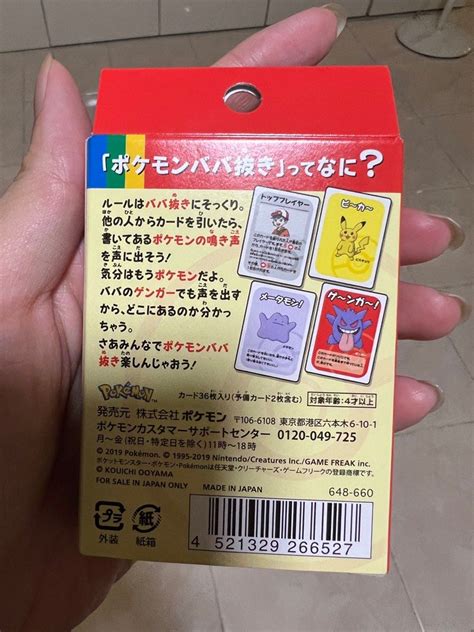 「ポケモンババ抜き」ってなに？
ルールはババ抜きにそっくり。
他の人からカードを引いたら、
書いてあるポケモンの鳴き声
を声に出そう!
気分はもうポケモンだよ。
ババのゲンガーでも声を出す
から、どこにあるのか分かっ
ちゃう。
さあみんなでポケモンババ
抜き楽しんじゃおう!
トッププレイヤー
ピーカ〜
メ〜タモン!
ゲ〜ンガ〜!
POKéMON
カード36枚入り(予備カード2枚含む)
対象年齢:4才以上
発売元 株式会社ポケモン 〒106-6108 東京都港区六本木6-10-1
ポケモンカスタマーサポートセンター 0120-049-725
月〜金(祝日・特定日を除く)11時〜18時
© 2019 Pokémon. © 1995-2019 Nintendo/Creatures Inc./GAME FREAK inc.
ポケットモンスター・ポケモン・Pokémonは任天堂・クリーチャーズ・ゲームフリークの登録商標です。
© KOUICHI OOYAMA
FOR SALE IN JAPAN ONLY
MADE IN JAPAN
648-660
プラ
外装
紙
紙箱
4 521329 266527